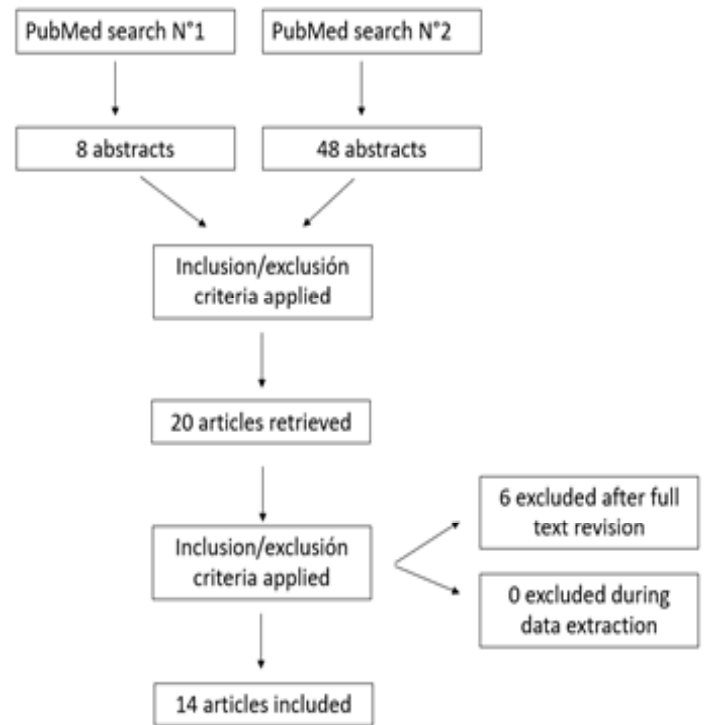 PubMed search N°1
PubMed search N°2
8 abstracts
48 abstracts
Inclusion/exclusión
criteria applied
20 articles retrieved
Inclusion/exclusión
criteria applied
6 excluded after full
text revision
0 excluded during
data extraction
14 articles included